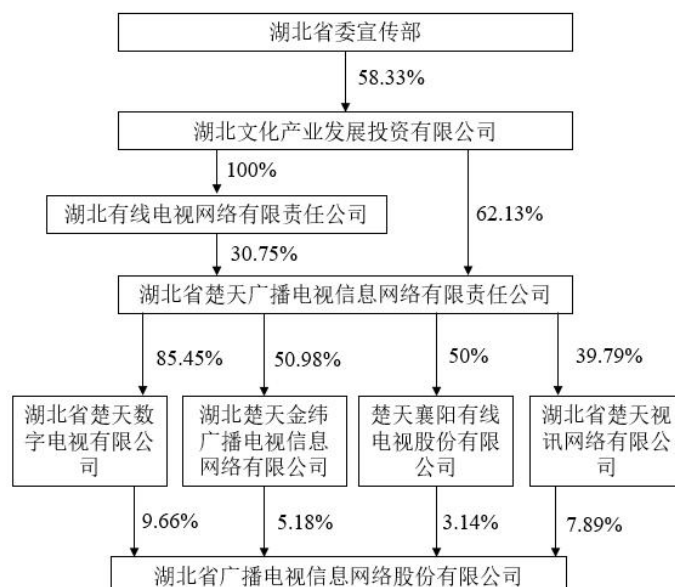 湖北省委宣传部
58.33%
湖北文化产业发展投资有限公司
100%
62.13%
湖北有线电视网络有限责任公司
30.75%
湖北省楚天广播电视信息网络有限责任公司
85.45%
50.98%
50%
39.79%
湖北省楚天数
字电视有限公
司
湖北楚天金纬
广播电视信息
网络有限公司
楚天襄阳有线
电视股份有限
公司
湖北省楚天视
讯网络有限公
司
9.66%
5.18%
3.14%
7.89%
湖北省广播电视信息网络股份有限公司